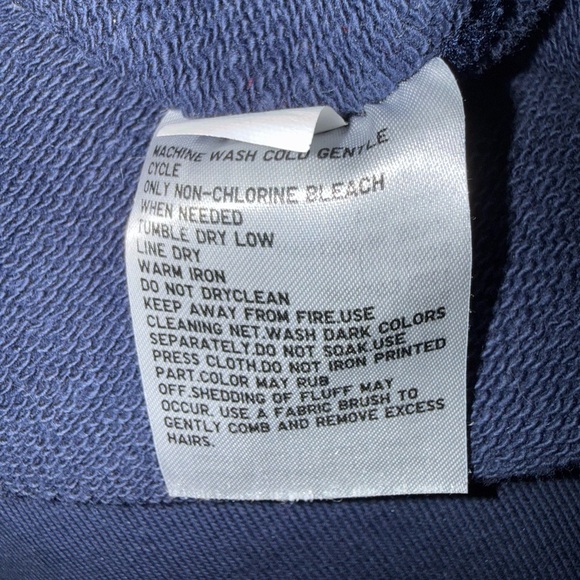 MACHINE WASH COLD GENTLE
CYCLE
ONLY NON-CHLORINE BLEACH
WHEN NEEDED
TUMBLE DRY LOW
LINE DRY
WARM IRON
DO NOT DRYCLEAN
KEEP AWAY FROM FIRE.USE
CLEANING NET.WASH DARK COLORS
SEPARATELY.DO NOT SOAK.USE
PRESS CLOTH.DO NOT IRON PRINTED
PART.COLOR MAY RUB
OFF.SHEDDING OF FLUFF MAY
OCCUR. USE A FABRIC BRUSH TO
GENTLY COMB AND REMOVE EXCESS
HAIRS.